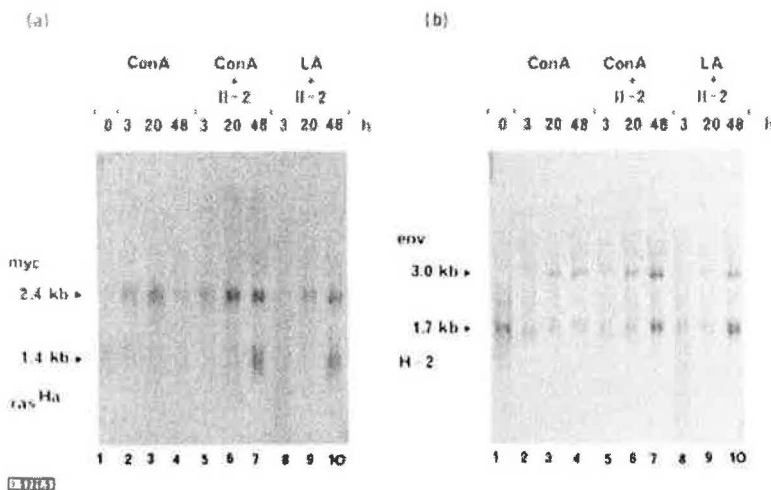 (a)
ConA ConA + Il-2 LA + Il-2
0 3 20 48 3 20 48 3 20 48 h
myc
2.4 kb
1.4 kb
ras Ha
1 2 3 4 5 6 7 8 9 10
(b)
ConA ConA + Il-2 LA + Il-2
0 3 20 48 3 20 48 3 20 48 h
env
3.0 kb
1.7 kb
H-2
1 2 3 4 5 6 7 8 9 10